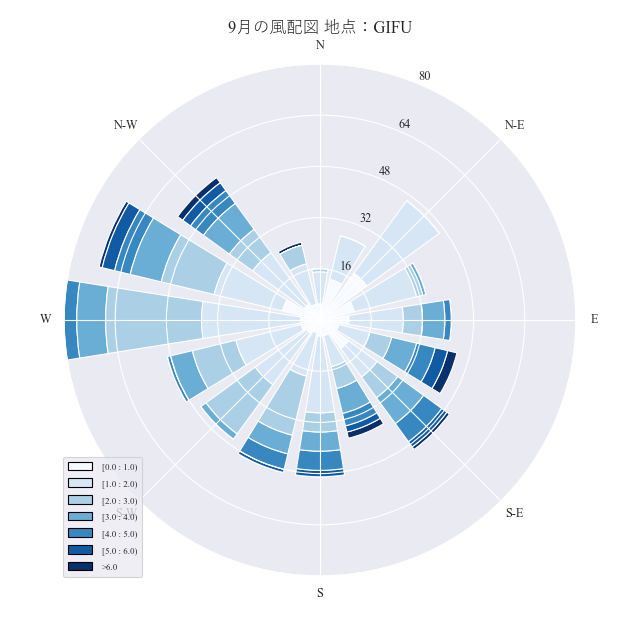 9月の風配図 地点：GIFU
N
80
N-W
64
N-E
48
32
16
W
E
S-W
S-E
S
[0.0 : 1.0)
[1.0 : 2.0)
[2.0 : 3.0)
[3.0 : 4.0)
[4.0 : 5.0)
[5.0 : 6.0)
>6.0